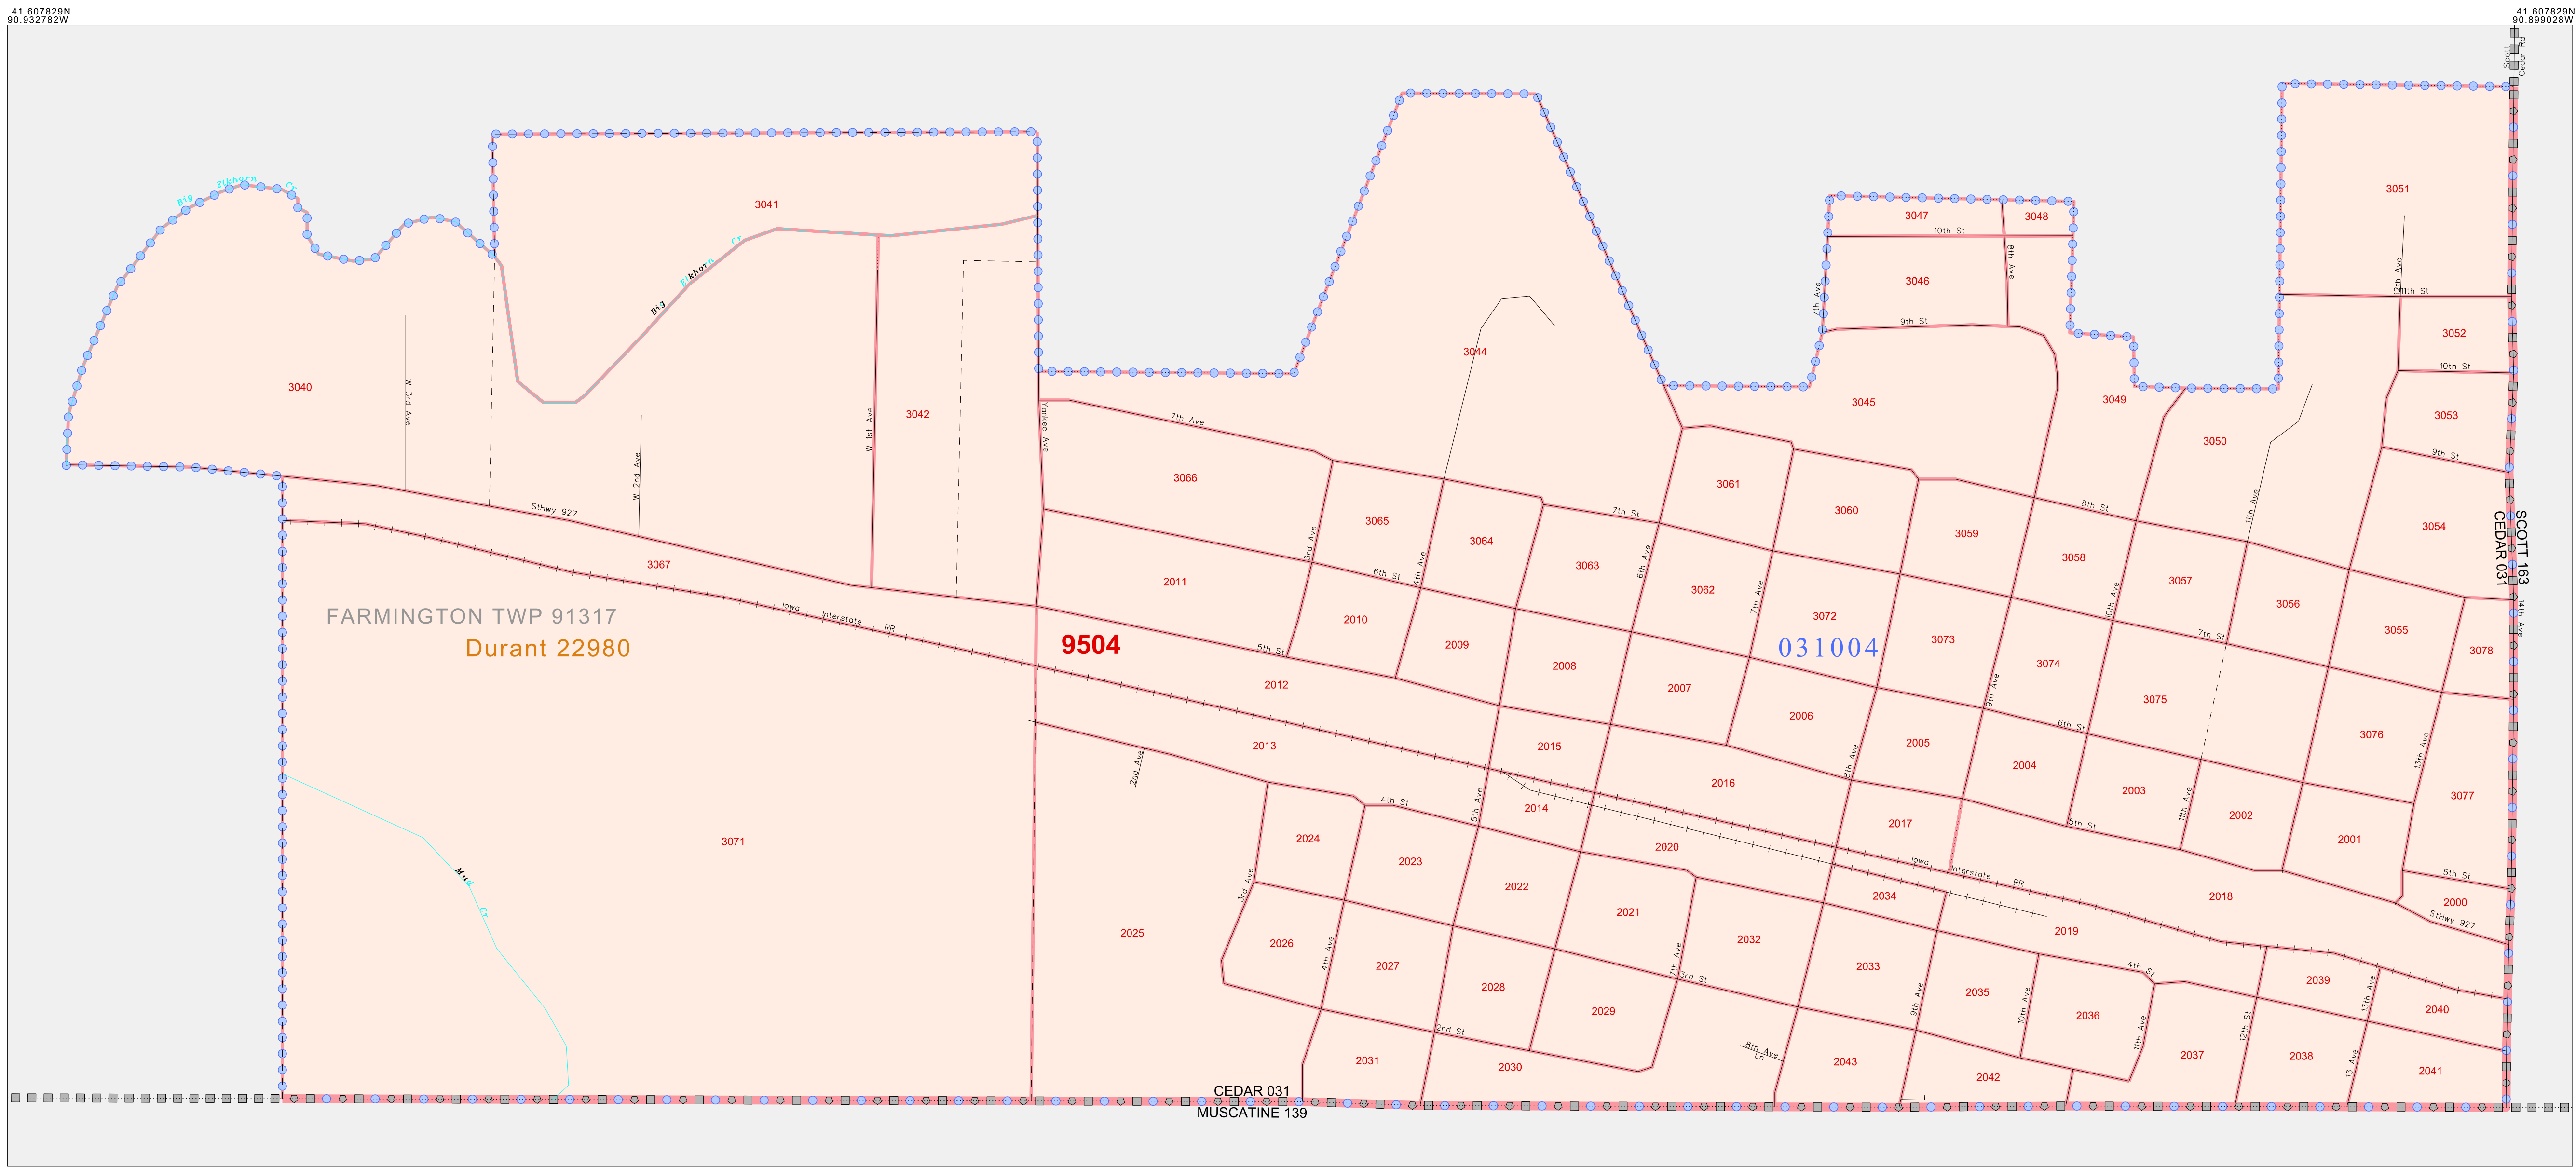 41.607829N
90.932782W
41.607829N
90.899028W
Scott
Cedar Rd
Big
Elkhorn
Cr
3041
Cr
Elkhorn
Big
3040
W 3rd Ave
W 2nd Ave
W 1st Ave
3042
Yankee Ave
3044
3047
3048
10th St
8th Ave
3046
7th Ave
9th St
3045
3049
3050
3051
12th Ave
11th St
3052
10th St
3053
9th St
3054
11th Ave
7th Ave
3066
3065
3064
3rd Ave
4th Ave
6th St
7th St
3063
6th Ave
3061
3060
3059
8th St
3058
3057
3056
10th Ave
3062
7th Ave
3072
3073
3074
7th St
3055
3078
SCOTT 163
CEDAR 031
14th Ave
StHwy 927
3067
Iowa
Interstate
RR
FARMINGTON TWP 91317
Durant 22980
9504
031004
2011
2010
2009
2008
2007
2006
2005
2004
2003
2002
2001
5th St
2012
9th Ave
6th St
3075
3076
13th Ave
3077
2013
2nd Ave
2015
2016
8th Ave
2014
5th Ave
4th St
2017
5th St
11th Ave
2024
2023
2022
2020
2021
Iowa
Interstate
RR
2018
5th St
2000
StHwy 927
3071
Mud
Cr
2025
3rd Ave
2026
4th Ave
2027
2028
2029
7th Ave
3rd St
2032
2033
2034
2019
9th Ave
2035
10th Ave
2036
4th St
11th Ave
2039
13th Ave
2040
12th St
2nd St
2031
2030
8th Ave
Ln
2043
2042
2037
2038
13 Ave
2041
CEDAR 031
MUSCATINE 139